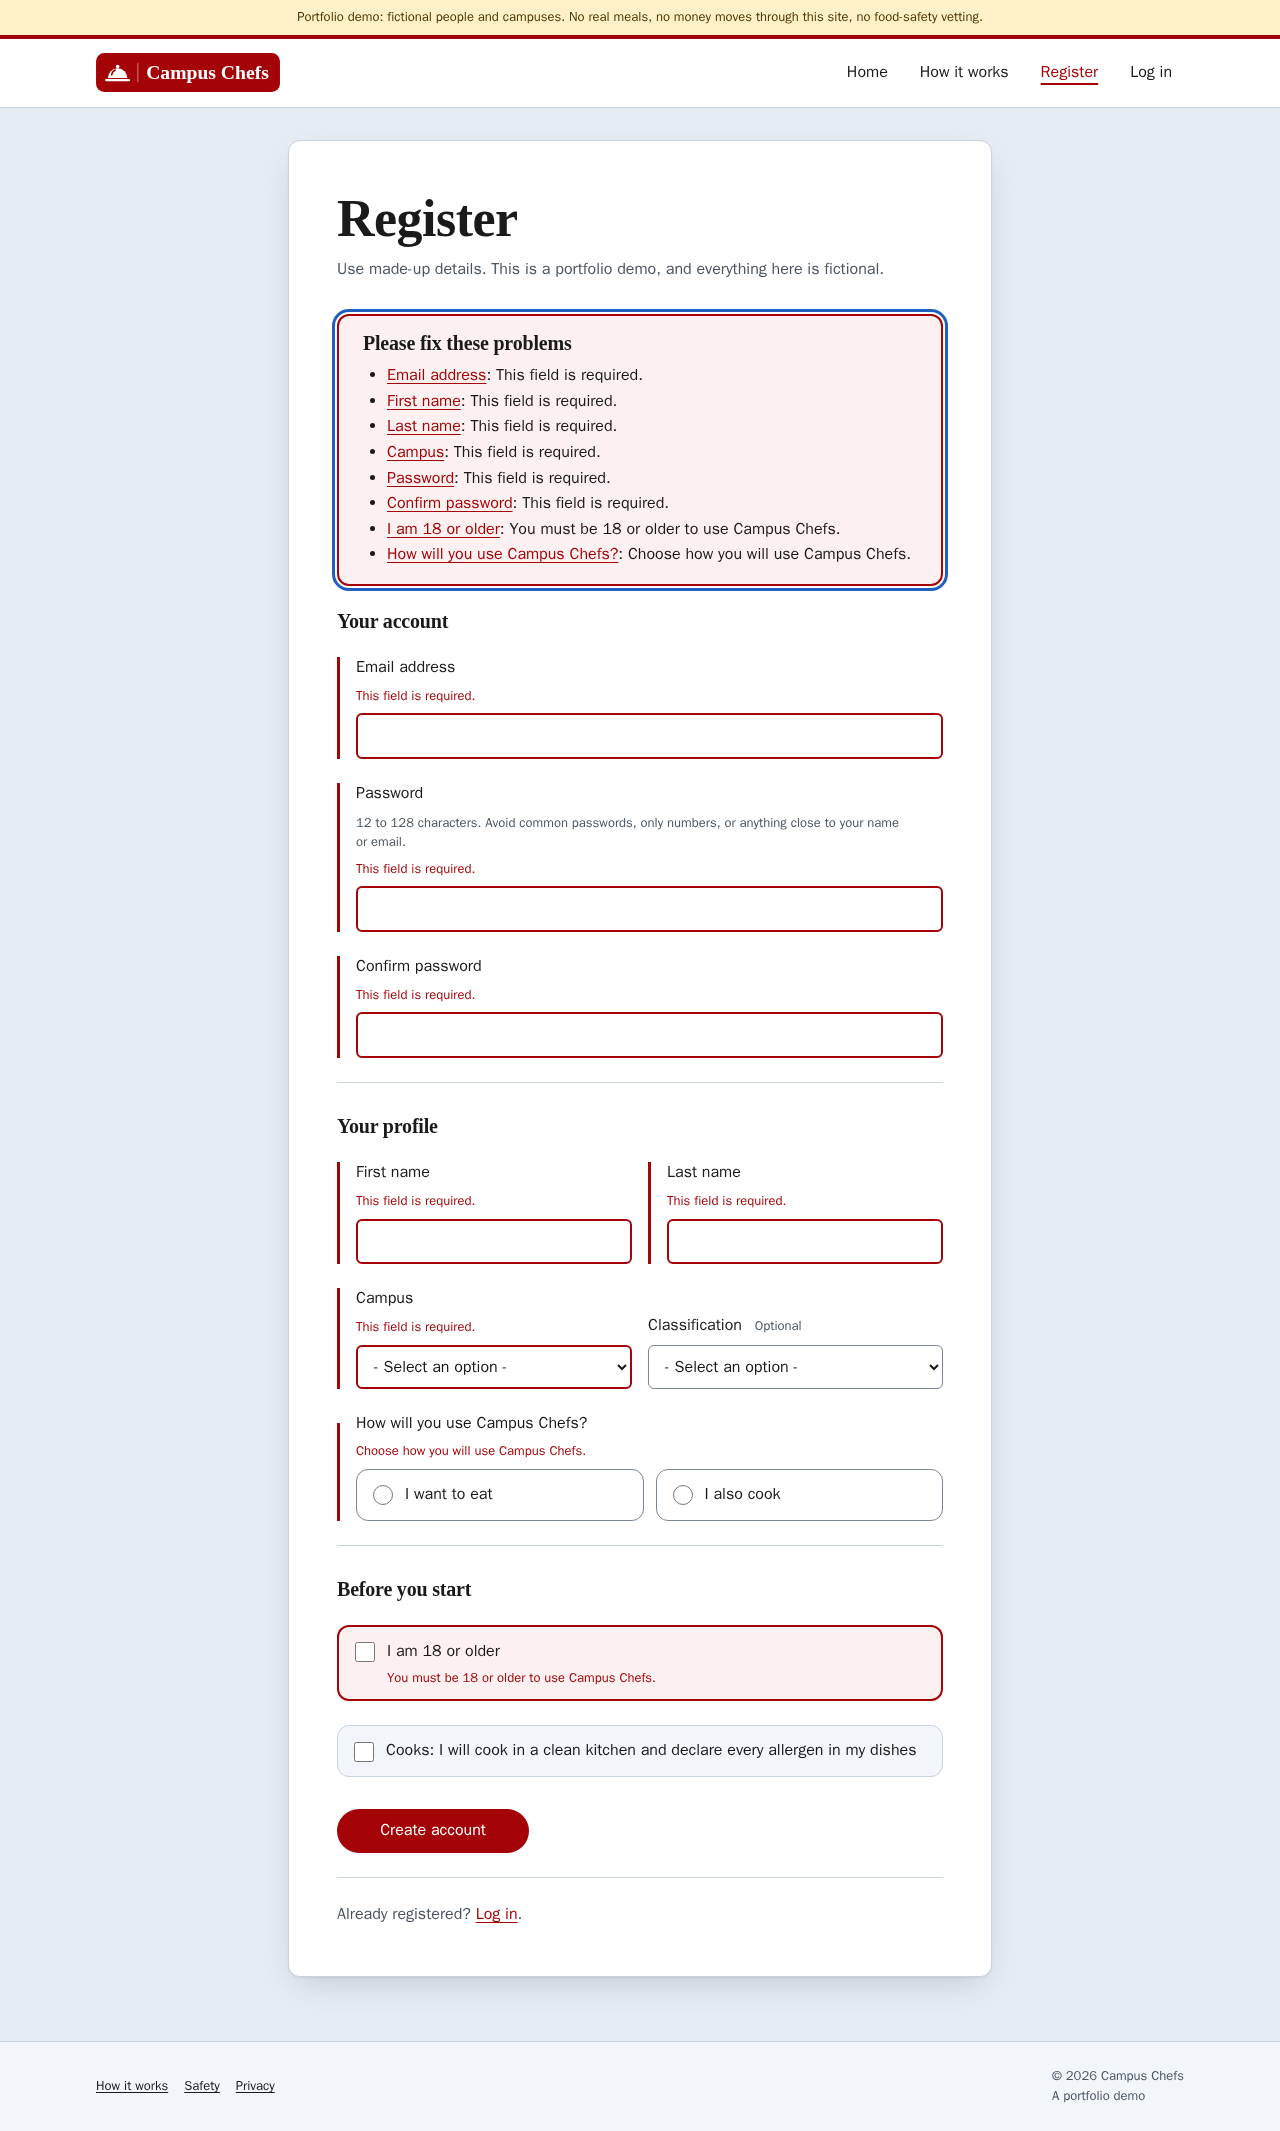 Portfolio demo: fictional people and campuses. No real meals, no money moves through this site, no food-safety vetting.
Campus Chefs
Home
How it works
Register
Log in
Register
Use made-up details. This is a portfolio demo, and everything here is fictional.
Please fix these problems
Email address: This field is required.
First name: This field is required.
Last name: This field is required.
Campus: This field is required.
Password: This field is required.
Confirm password: This field is required.
I am 18 or older: You must be 18 or older to use Campus Chefs.
How will you use Campus Chefs?: Choose how you will use Campus Chefs.
Your account
Email address
This field is required.
Password
12 to 128 characters. Avoid common passwords, only numbers, or anything close to your name
or email.
This field is required.
Confirm password
This field is required.
Your profile
First name
This field is required.
Last name
This field is required.
Campus
This field is required.
- Select an option -
Classification Optional
- Select an option -
How will you use Campus Chefs?
Choose how you will use Campus Chefs.
I want to eat
I also cook
Before you start
I am 18 or older
You must be 18 or older to use Campus Chefs.
Cooks: I will cook in a clean kitchen and declare every allergen in my dishes
Create account
Already registered? Log in.
How it works
Safety
Privacy
© 2026 Campus Chefs
A portfolio demo